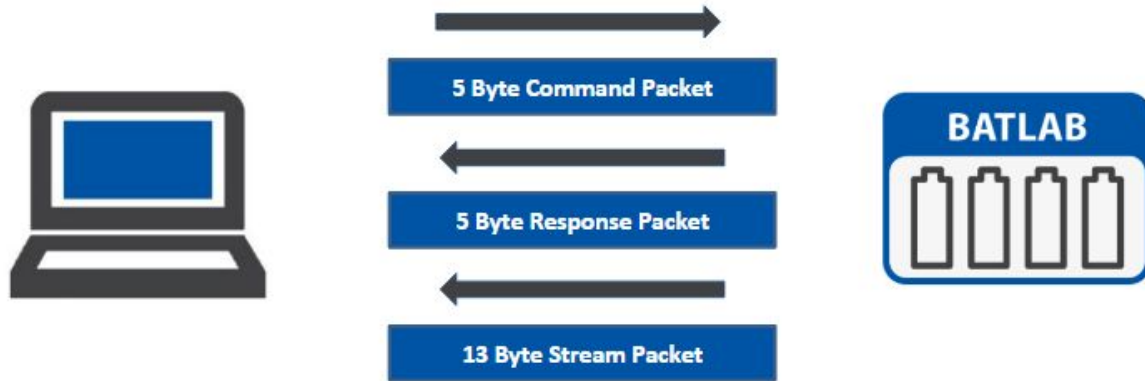 5 Byte Command Packet
BATLAB
5 Byte Response Packet
13 Byte Stream Packet